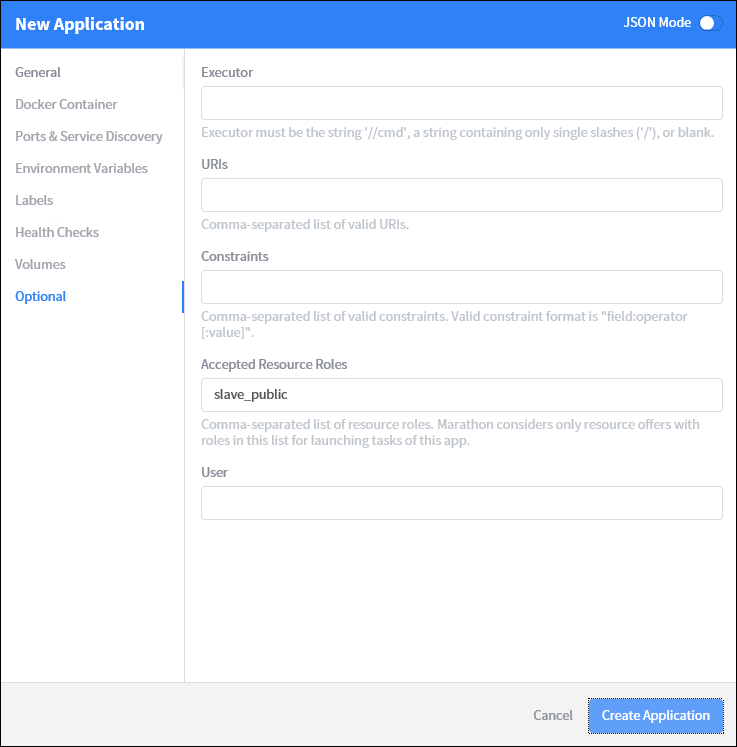 New Application
JSON Mode
General
Docker Container
Ports & Service Discovery
Environment Variables
Labels
Health Checks
Volumes
Optional
Executor
Executor must be the string '//cmd', a string containing only single slashes ('/'), or blank.
URIs
Comma-separated list of valid URIs.
Constraints
Comma-separated list of valid constraints. Valid constraint format is "field:operator
[:value]".
Accepted Resource Roles
slave_public
Comma-separated list of resource roles. Marathon considers only resource offers with
roles in this list for launching tasks of this app.
User
Cancel
Create Application